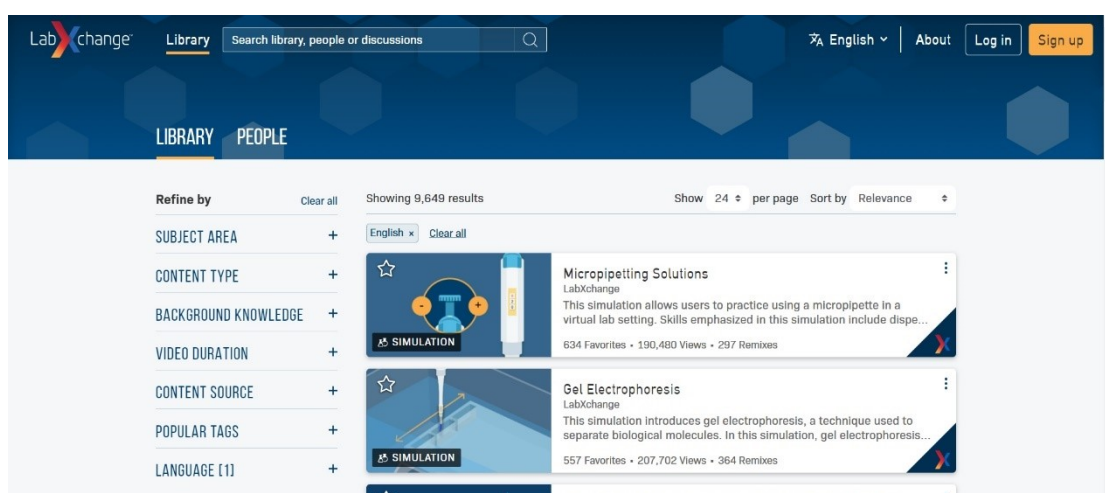 LabXchange
Library
Search library, people or discussions
English
About
Log in
Sign up
LIBRARY PEOPLE
Refine by Clear all
SUBJECT AREA +
CONTENT TYPE +
BACKGROUND KNOWLEDGE +
VIDEO DURATION +
CONTENT SOURCE +
POPULAR TAGS +
LANGUAGE [1] +
Showing 9,649 results
Show 24 per page Sort by Relevance
English × Clear all
SIMULATION
Micropipetting Solutions
LabXchange
This simulation allows users to practice using a micropipette in a
virtual lab setting. Skills emphasized in this simulation include dispe...
634 Favorites • 190,480 Views • 297 Remixes
SIMULATION
Gel Electrophoresis
LabXchange
This simulation introduces gel electrophoresis, a technique used to
separate biological molecules. In this simulation, gel electrophoresis...
557 Favorites • 207,702 Views • 364 Remixes